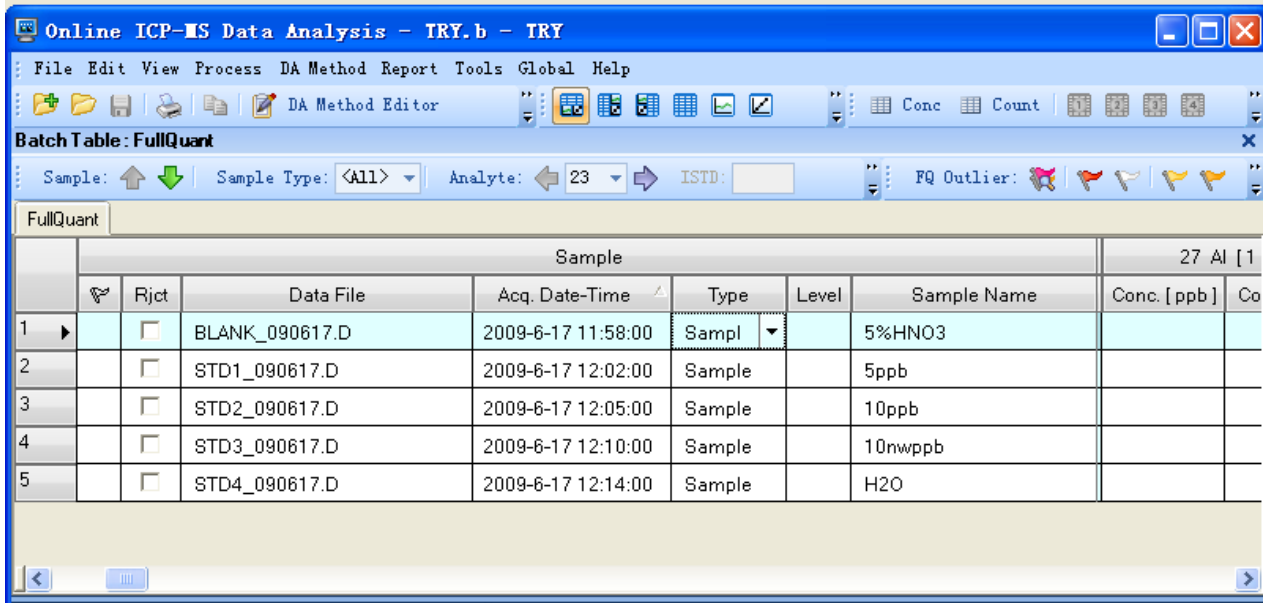 Online ICP-MS Data Analysis - TRY.b - TRY
File Edit View Process DA Method Report Tools Global Help
DA Method Editor Conc Count 1 2 3 4
Batch Table : FullQuant
Sample: Sample Type: <All> Analyte: 23 ISTD: FQ Outlier:
FullQuant
Sample 27 Al [ 1
Rjct Data File Acq. Date-Time Type Level Sample Name Conc. [ ppb ] Co
1 BLANK_090617.D 2009-6-17 11:58:00 Sampl 5%HNO3
2 STD1_090617.D 2009-6-17 12:02:00 Sample 5ppb
3 STD2_090617.D 2009-6-17 12:05:00 Sample 10ppb
4 STD3_090617.D 2009-6-17 12:10:00 Sample 10nwppb
5 STD4_090617.D 2009-6-17 12:14:00 Sample H2O